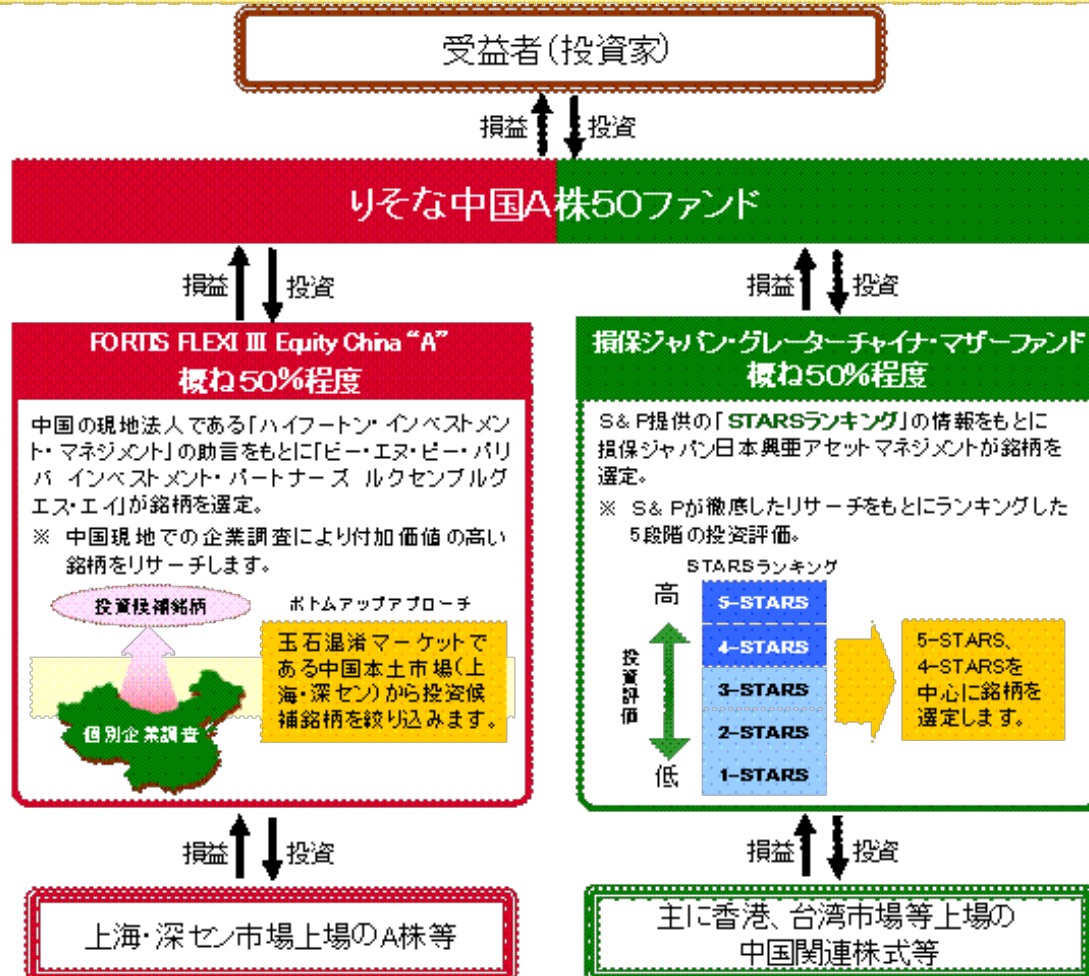 受益者(投資家)
損益
投資
りそな中国A株50ファンド
損益
投資
損益
投資
FORTIS FLEXI III Equity China “A”
概ね50%程度
中国の現地法人である「ハイフートン・インベストメン
ト・マネジメント」の助言をもとに「ビー・エヌ・ピー・パリ
バ インベストメント・パートナーズ ルクセンブルグ
エス・エイ」が銘柄を選定。
※ 中国現地での企業調査により付加価値の高い
銘柄をリサーチします。
投資候補銘柄
ボトムアップアプローチ
玉石混淆マーケットで
ある中国本土市場(上
海・深セン)から投資候
補銘柄を絞り込みます。
個別企業調査
損保ジャパン・グレーターチャイナ・マザーファンド
概ね50%程度
S&P提供の「STARSランキング」の情報をもとに
損保ジャパン日本興亜アセットマネジメントが銘柄を
選定。
※ S&Pが徹底したリサーチをもとにランキングした
5段階の投資評価。
STARSランキング
高
投資評価
低
5-STARS
4-STARS
3-STARS
2-STARS
1-STARS
5-STARS、
4-STARSを
中心に銘柄を
選定します。
損益
投資
損益
投資
上海・深セン市場上場のA株等
主に香港、台湾市場等上場の
中国関連株式等